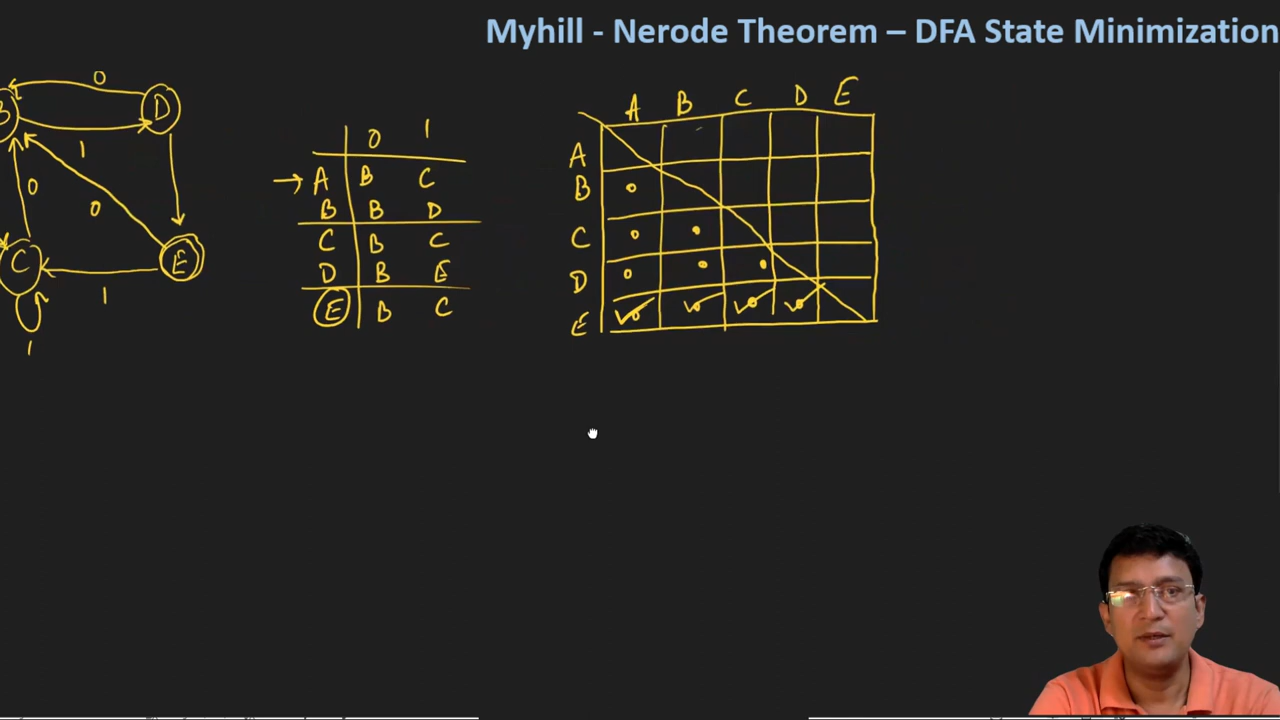 Myhill - Nerode Theorem – DFA State Minimization
0
B D
1
0
0
C E
1
1
0 1
→ A B C
B B D
C B C
D B E
E B C
A B C D E
A
B
C
D
E